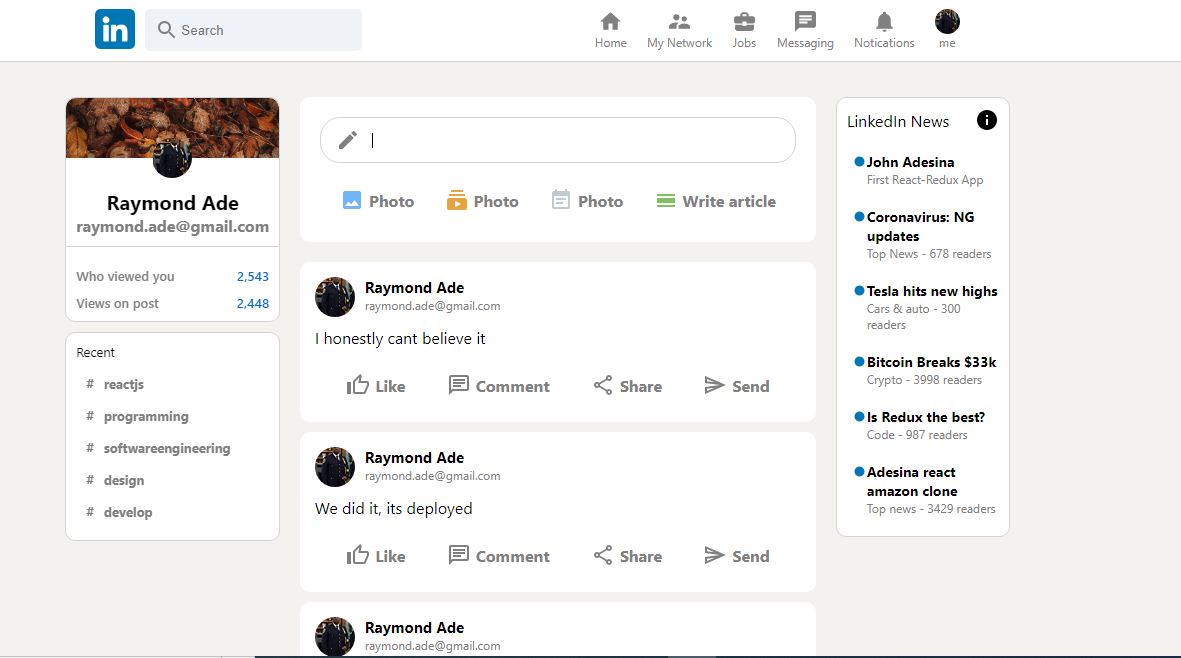 in
Search
Home
My Network
Jobs
Messaging
Notications
me
Raymond Ade
raymond.ade@gmail.com
Who viewed you 2,543
Views on post 2,448
Recent
# reactjs
# programming
# softwareengineering
# design
# develop
Photo
Photo
Photo
Write article
Raymond Ade
raymond.ade@gmail.com
I honestly cant believe it
Like
Comment
Share
Send
Raymond Ade
raymond.ade@gmail.com
We did it, its deployed
Like
Comment
Share
Send
Raymond Ade
raymond.ade@gmail.com
LinkedIn News
John Adesina
First React-Redux App
Coronavirus: NG
updates
Top News - 678 readers
Tesla hits new highs
Cars & auto - 300
readers
Bitcoin Breaks $33k
Crypto - 3998 readers
Is Redux the best?
Code - 987 readers
Adesina react
amazon clone
Top news - 3429 readers